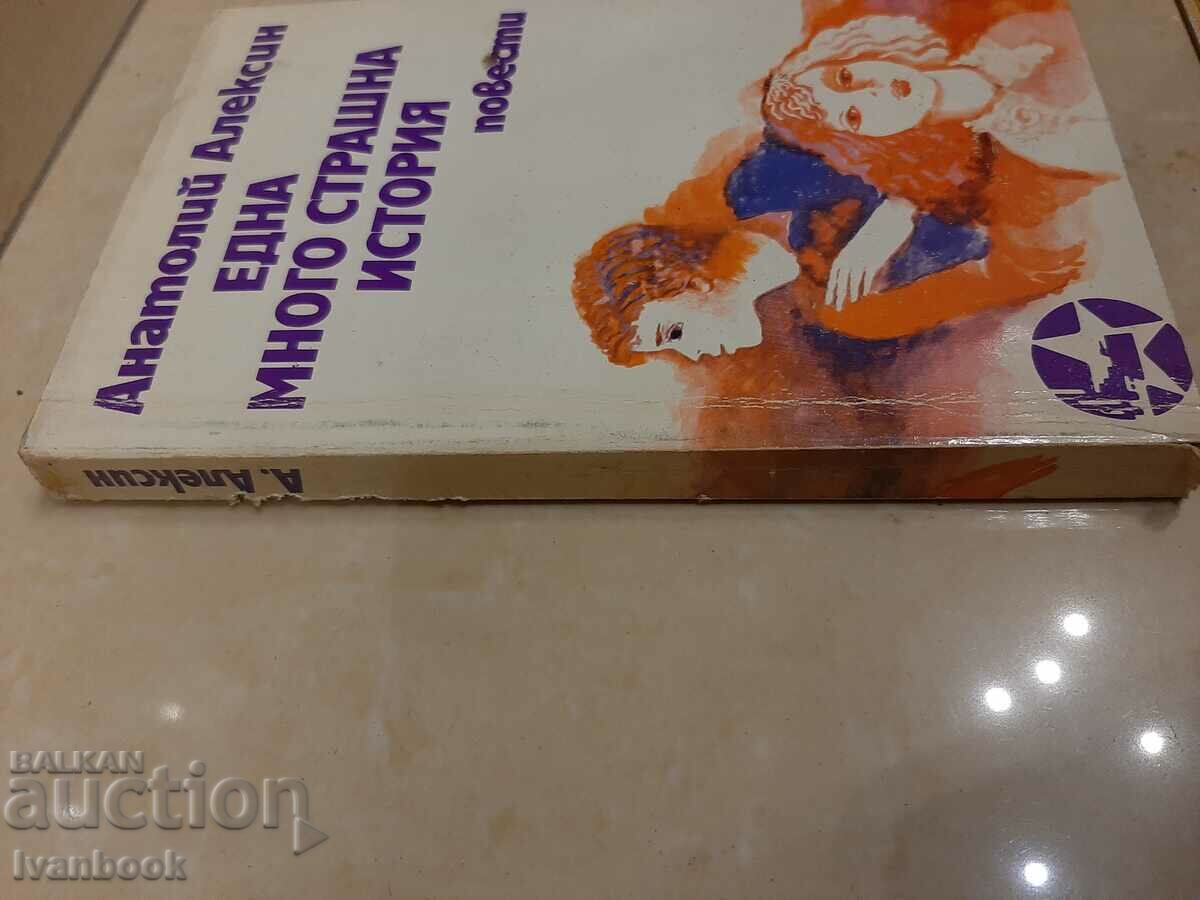 Анатолий Алексин
ЕДНА
МНОГО СТРАШНА
ИСТОРИЯ
повести
А. Алексин
BALKAN
auction
Ivanbook